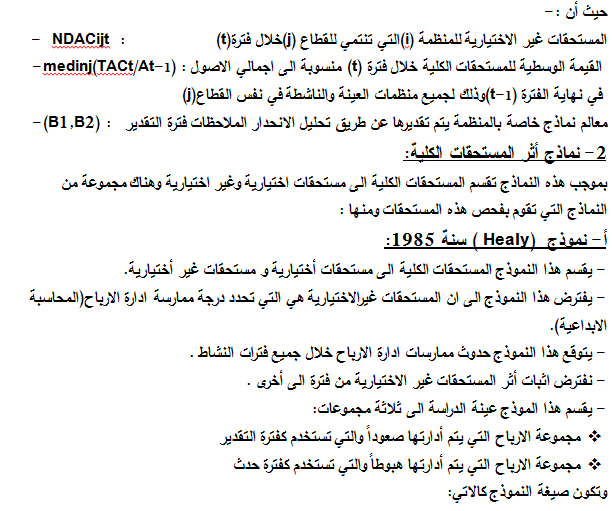 حيث أن :-
- NDACijt : المستحقات غير الاختيارية للمنظمة (i)التي تنتمي للقطاع (j)خلال فترة(t)
-medinj(TACt/At-1) : القيمة الوسطية للمستحقات الكلية خلال فترة (t) منسوبة الى اجمالي الاصول
في نهاية الفترة (t-1)وذلك لجميع منظمات العينة والناشطة في نفس القطاع(j)
-(B1,B2) : معالم نماذج خاصة بالمنظمة يتم تقديرها عن طريق تحليل الانحدار الملاحظات فترة التقدير
2- نماذج أثر المستحقات الكلية:
بموجب هذه النماذج تقسم المستحقات الكلية الى مستحقات اختيارية وغير اختيارية وهناك مجموعة من
النماذج التي تقوم بفحص هذه المستحقات ومنها :
أ- نموذج (Healy ) سنة 1985:
- يقسم هذا النموذج المستحقات الكلية الى مستحقات أختيارية و مستحقات غير أختيارية.
- يفترض هذا النموذج الى ان المستحقات غيرالاختيارية هي التي تحدد درجة ممارسة ادارة الارباح(المحاسبة
الابداعية).
- يتوقع هذا النموذج حدوث ممارسات ادارة الارباح خلال جميع فترات النشاط .
- نفترض اثبات أثر المستحقات غير الاختيارية من فترة الى أخرى .
- يقسم هذا الموذج عينة الدراسة الى ثلاثة مجموعات:
❖ مجموعة الارباح التي يتم أدارتها صعوداً والتي تستخدم كفترة التقدير
❖ مجموعة الارباح التي يتم أدارتها هبوطاً والتي تستخدم كفترة حدث
وتكون صيغة النموذج كالاتي: